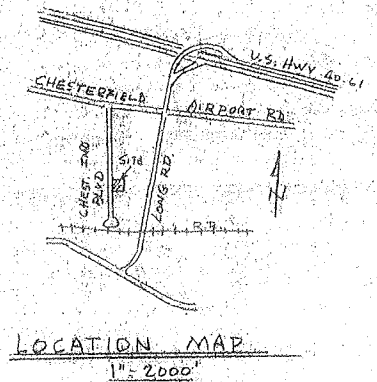 U.S. HWY 40-61
CHESTERFIELD AIRPORT RD
Site
CHEST. IND BLVD
LONG RD.
N
R.R.
LOCATION MAP
1"=2000'